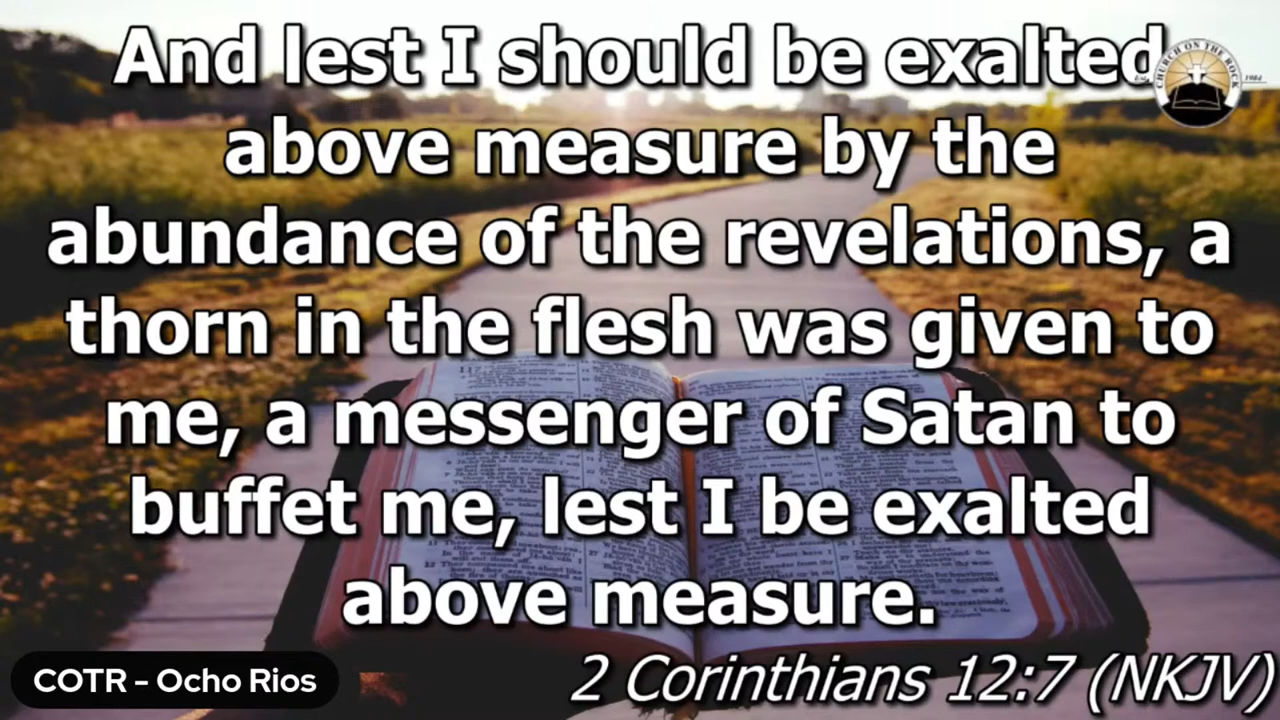 And lest I should be exalted
CHURCH ON THE ROCK
1984
above measure by the
abundance of the revelations, a
thorn in the flesh was given to
me, a messenger of Satan to
buffet me, lest I be exalted
above measure.
2 Corinthians 12:7 (NKJV)
COTR – Ocho Rios